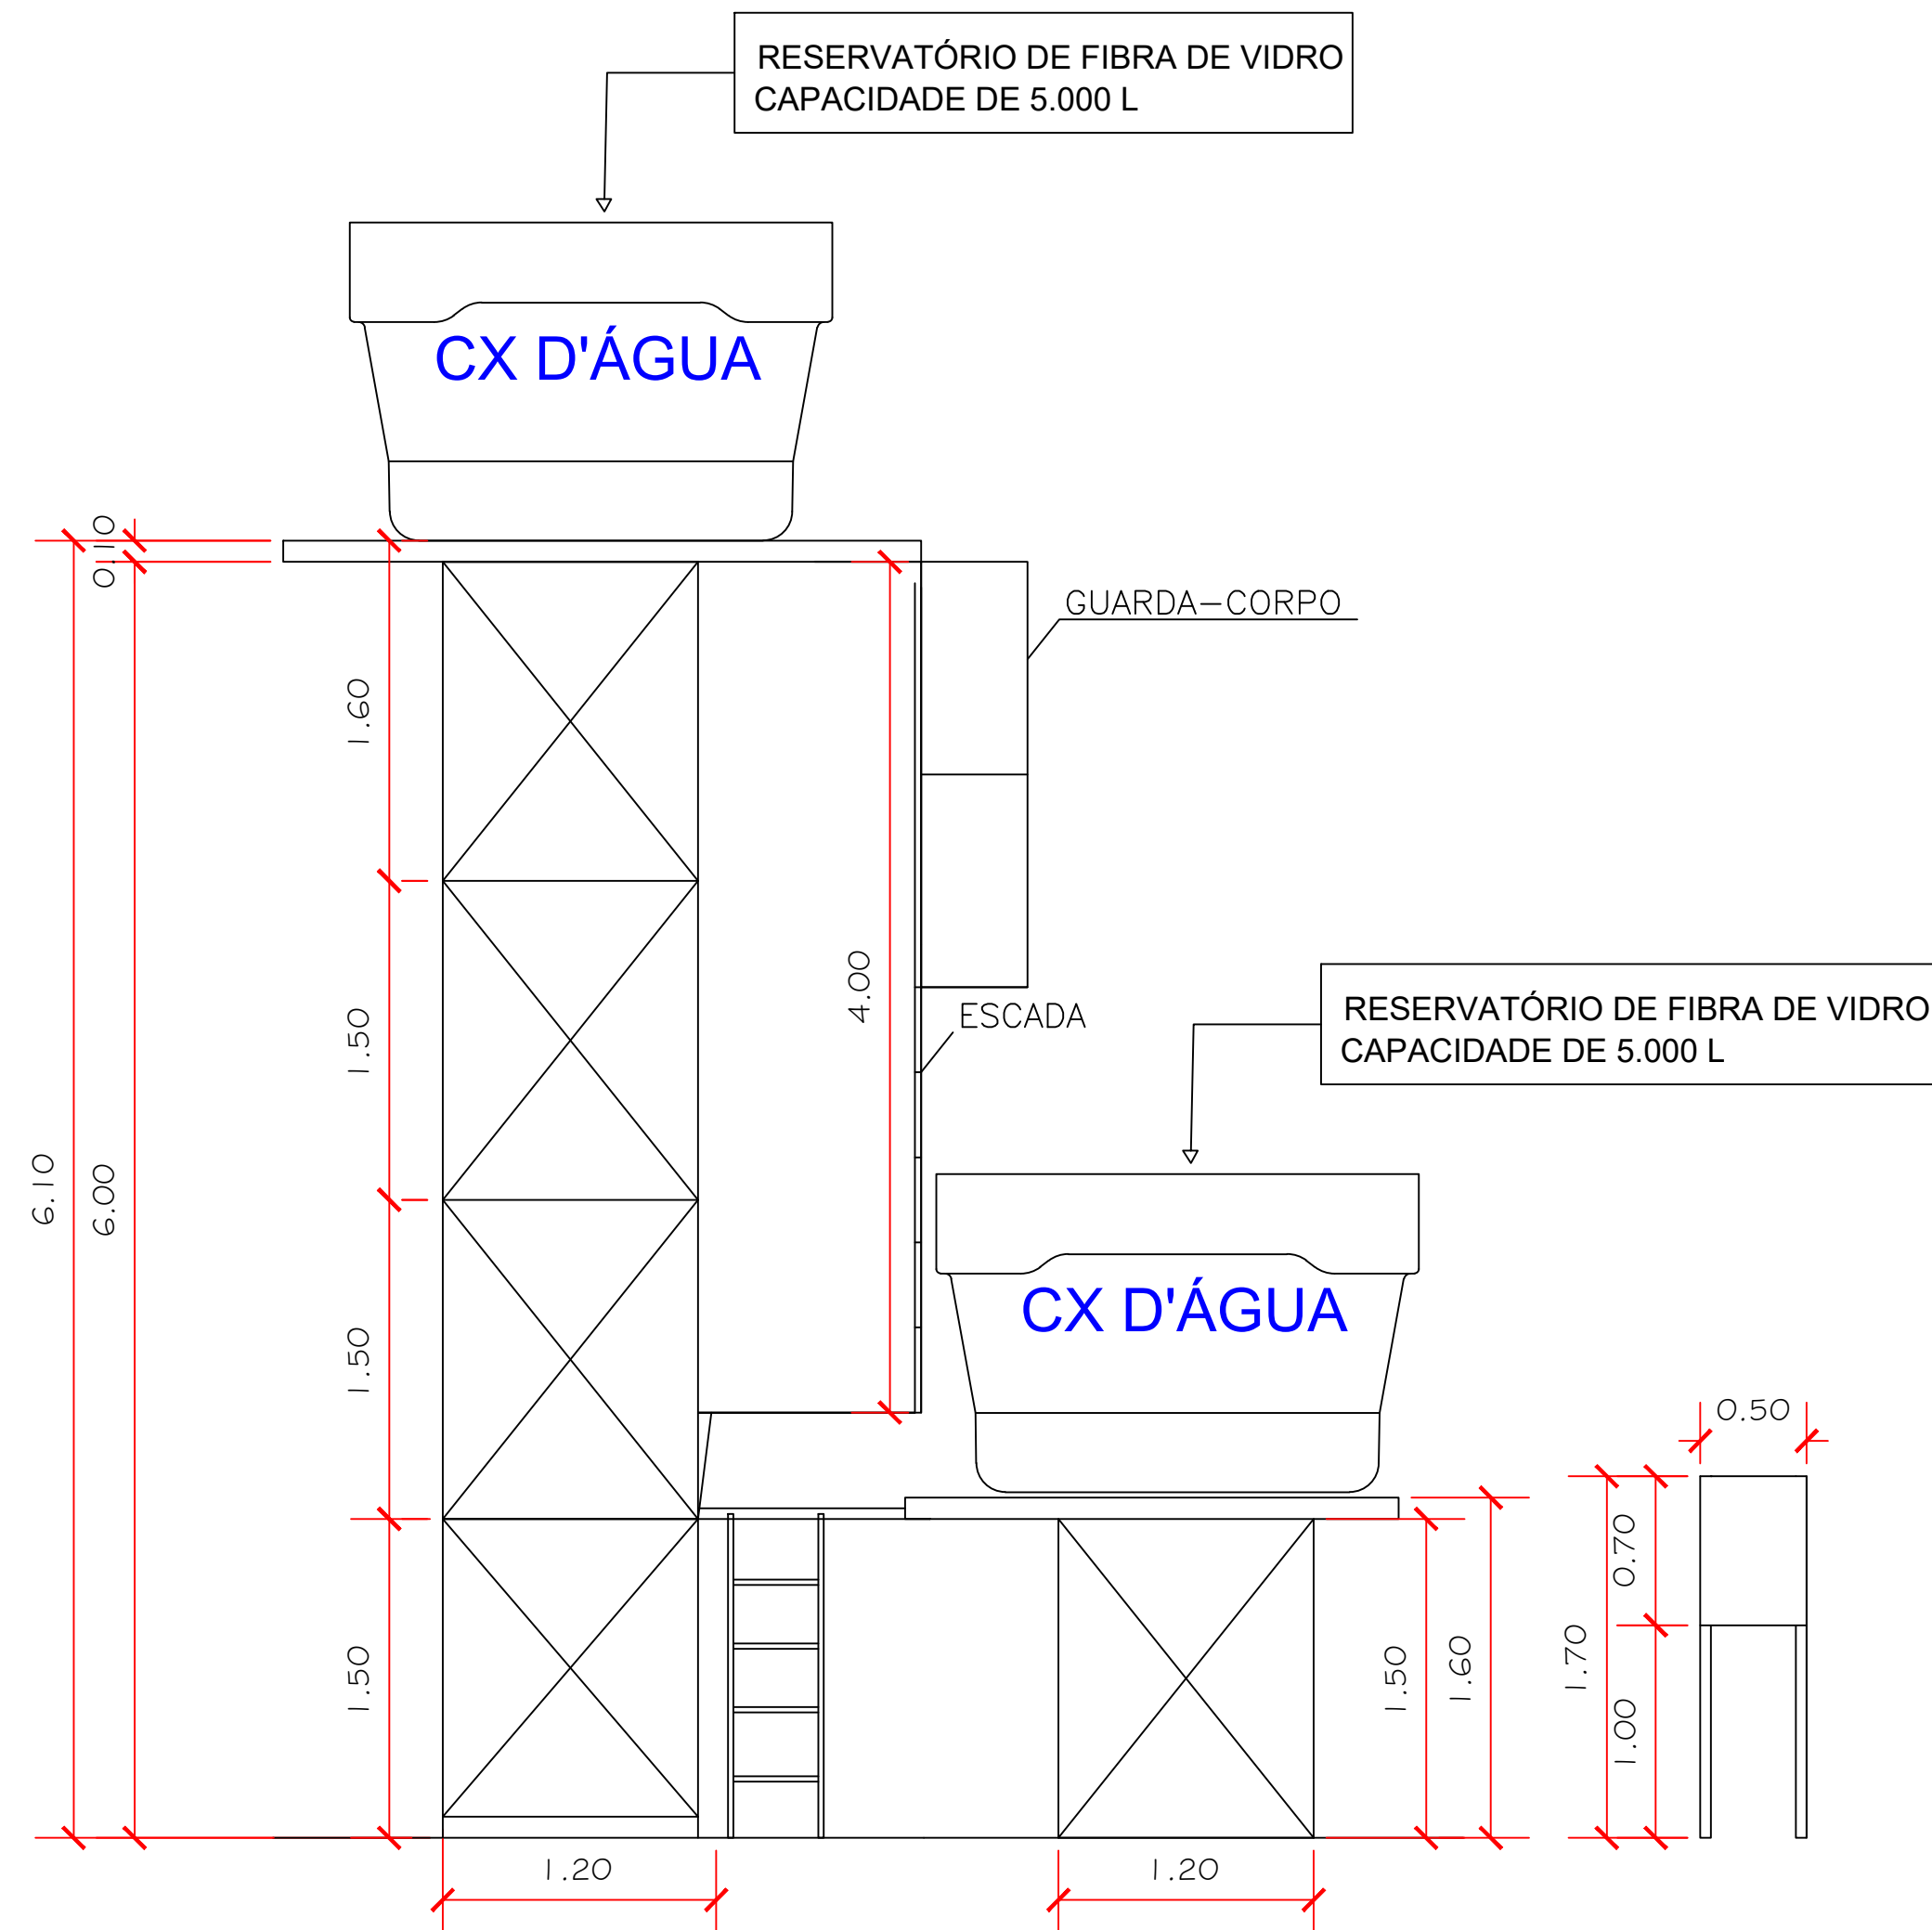 RESERVATÓRIO DE FIBRA DE VIDRO
CAPACIDADE DE 5.000 L
CX D'ÁGUA
0.10
GUARDA-CORPO
1.60
4.00
ESCADA
RESERVATÓRIO DE FIBRA DE VIDRO
CAPACIDADE DE 5.000 L
1.50
6.10
6.00
CX D'ÁGUA
1.50
0.50
0.70
1.50
1.50
1.60
1.70
1.00
1.20
1.20